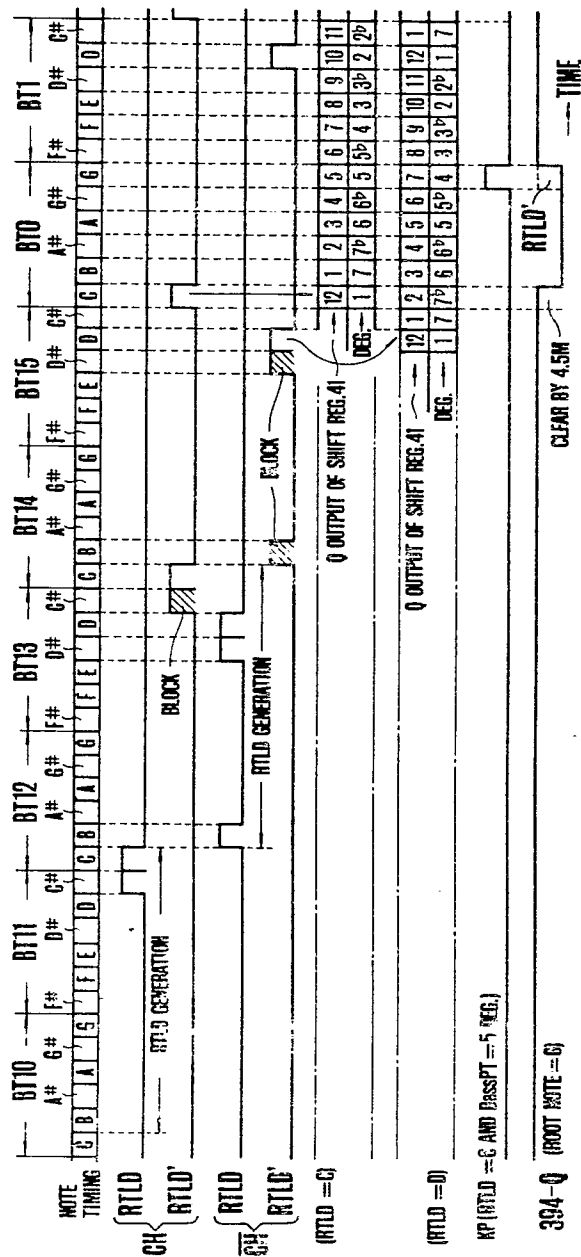 BT10 BT11 BT12 BT13 BT14 BT15 BT0 BT1
A# G# F# D# C# A# G# F# D# C# A# G# F# D# C# A# G# F# D# C#
NOTE TIMING C B A G F E D C B A G F E D C B A G F E D C B A G F E D
CH RTLD
RTLD GENERATION
RTLD'
BLOCK
CH RTLD
RTLD GENERATION
RTLD'
BLOCK BLOCK
Q OUTPUT OF SHIFT REG.41
(RTLD=C) 12 1 2 3 4 5 6 7 8 9 10 11
DEG. 1 7 7♭ 6 6♭ 5 5♭ 4 3 3♭ 2 2♭
Q OUTPUT OF SHIFT REG.41
(RTLD=D) 12 1 2 3 4 5 6 7 8 9 10 11 12 1
DEG. 1 7 7♭ 6 6♭ 5 5♭ 4 3 3♭ 2 2♭ 1 7
KP (RTLD=C AND BassPT=5 DEG.)
394-Q (ROOT NOTE=G)
CLEAR BY 4.5M
RTLD'
TIME